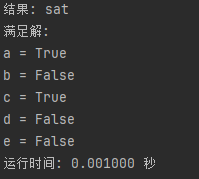 结果: sat
满足解:
a = True
b = False
c = True
d = False
e = False
运行时间: 0.001000 秒